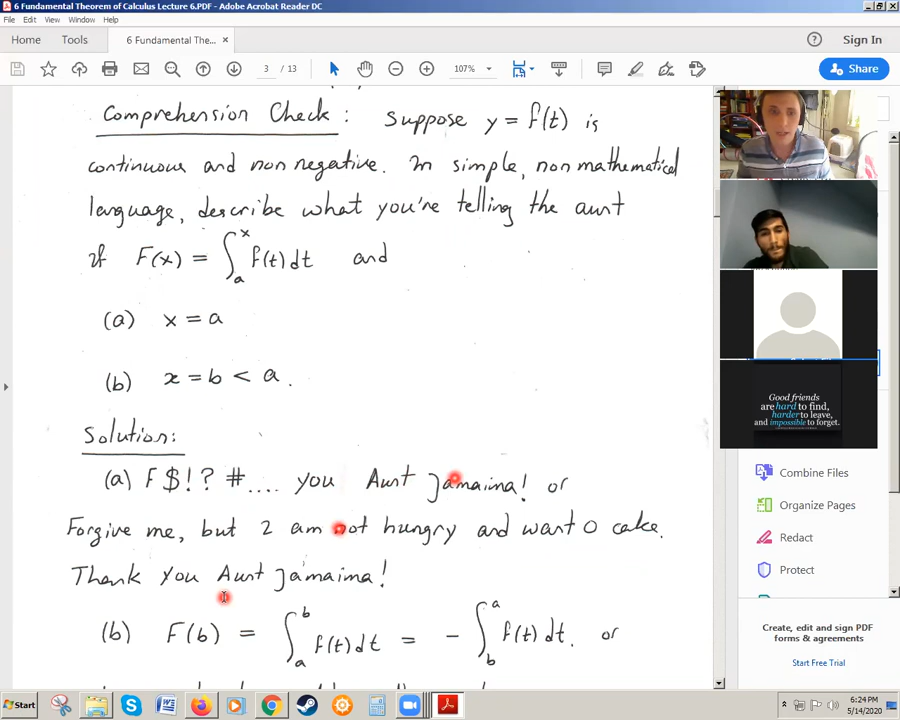 6 Fundamental Theorem of Calculus Lecture 6.PDF - Adobe Acrobat Reader DC
File Edit View Window Help
Home Tools 6 Fundamental The... × Sign In
3 / 13 107% Share
Comprehension Check : Suppose y = f(t) is
continuous and non negative. In simple, non mathematical
language, describe what you're telling the aunt
if F(x) = ∫_a^x f(t) dt and
(a) x = a
(b) x = b < a.
Solution:
(a) F$!?#.... you Aunt Jamaima! or
Forgive me, but I am not hungry and want 0 cake.
Thank you Aunt Jamaima!
(b) F(b) = ∫_a^b f(t) dt = - ∫_b^a f(t) dt. or
Good friends
are hard to find,
harder to leave,
and impossible to forget.
Combine Files
Organize Pages
Redact
Protect
Create, edit and sign PDF
forms & agreements
Start Free Trial
Start
6:24 PM
5/14/2020